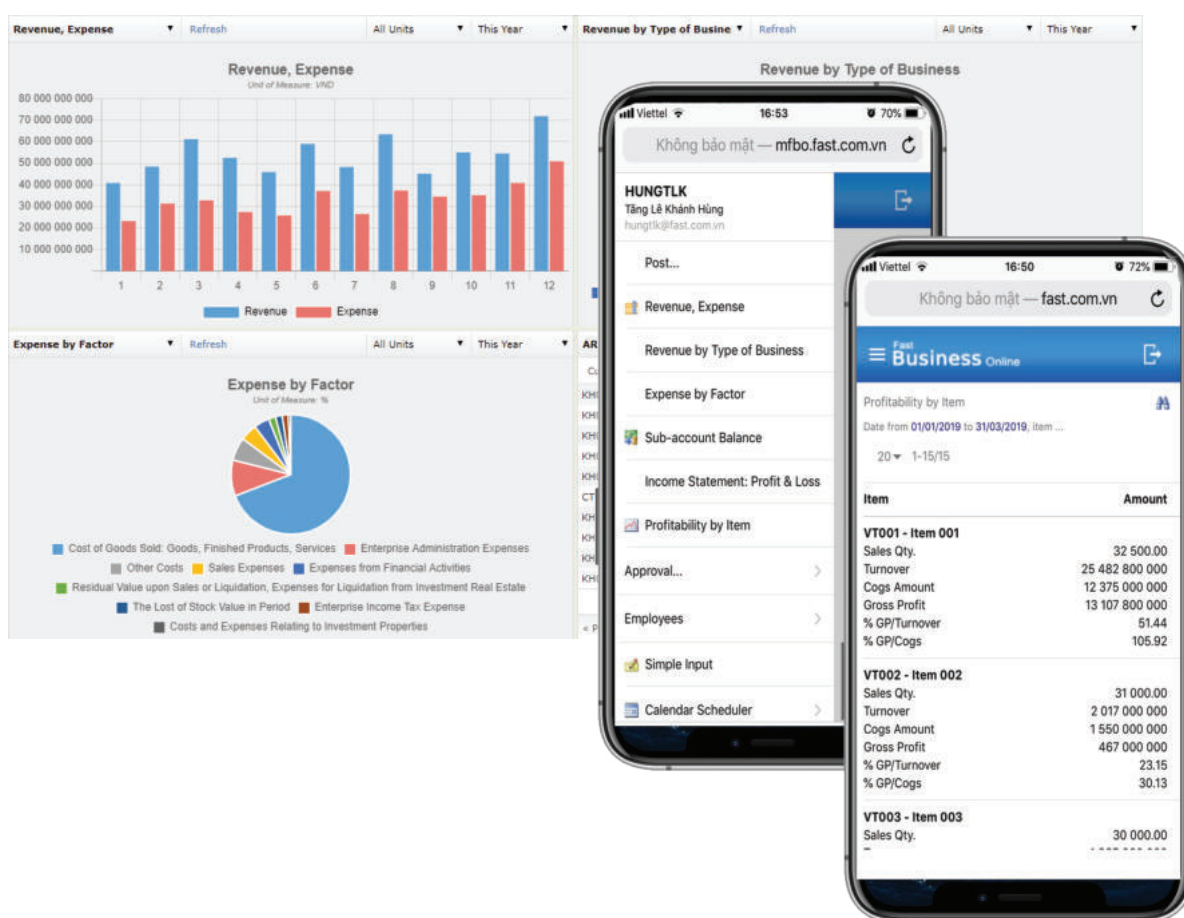 Revenue, Expense ▼ Refresh All Units ▼ This Year ▼
Revenue by Type of Busine ▼ Refresh All Units ▼ This Year ▼
Revenue, Expense
Unit of Measure: VND
80 000 000 000
70 000 000 000
60 000 000 000
50 000 000 000
40 000 000 000
30 000 000 000
20 000 000 000
10 000 000 000
1 2 3 4 5 6 7 8 9 10 11 12
Revenue Expense
Revenue by Type of Business
Expense by Factor ▼ Refresh All Units ▼ This Year ▼
Expense by Factor
Unit of Measure: %
Cost of Goods Sold: Goods, Finished Products, Services Enterprise Administration Expenses
Other Costs Sales Expenses Expenses from Financial Activities
Residual Value upon Sales or Liquidation, Expenses for Liquidation from Investment Real Estate
The Lost of Stock Value in Period Enterprise Income Tax Expense
Costs and Expenses Relating to Investment Properties
AR
Viettel 16:53 70%
Không bảo mật — mfbo.fast.com.vn
HUNGTLK
Tăng Lê Khánh Hùng
hungtlk@fast.com.vn
Post...
Revenue, Expense
Revenue by Type of Business
Expense by Factor
Sub-account Balance
Income Statement: Profit & Loss
Profitability by Item
Approval...
Employees
Simple Input
Calendar Scheduler
Viettel 16:50 72%
Không bảo mật — fast.com.vn
Fast
Business Online
Profitability by Item
Date from 01/01/2019 to 31/03/2019, item ...
20 ▾ 1-15/15
Item Amount
VT001 - Item 001
Sales Qty. 32 500.00
Turnover 25 482 800 000
Cogs Amount 12 375 000 000
Gross Profit 13 107 800 000
% GP/Turnover 51.44
% GP/Cogs 105.92
VT002 - Item 002
Sales Qty. 31 000.00
Turnover 2 017 000 000
Cogs Amount 1 550 000 000
Gross Profit 467 000 000
% GP/Turnover 23.15
% GP/Cogs 30.13
VT003 - Item 003
Sales Qty. 30 000.00